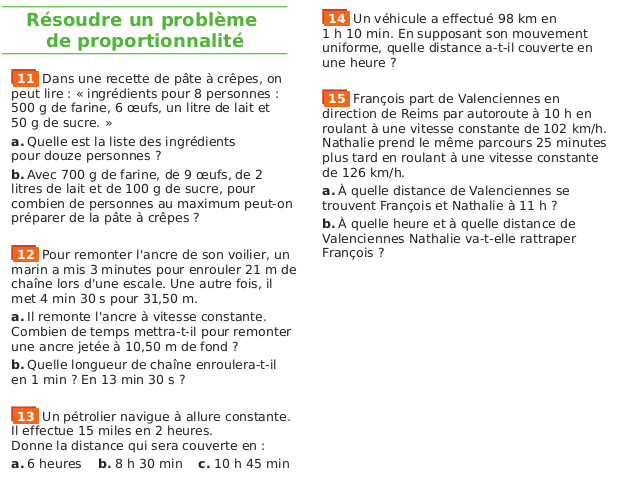 Résoudre un problème
de proportionnalité
11 Dans une recette de pâte à crêpes, on
peut lire : « ingrédients pour 8 personnes :
500 g de farine, 6 œufs, un litre de lait et
50 g de sucre. »
a. Quelle est la liste des ingrédients
pour douze personnes ?
b. Avec 700 g de farine, de 9 œufs, de 2
litres de lait et de 100 g de sucre, pour
combien de personnes au maximum peut-on
préparer de la pâte à crêpes ?
12 Pour remonter l'ancre de son voilier, un
marin a mis 3 minutes pour enrouler 21 m de
chaîne lors d'une escale. Une autre fois, il
met 4 min 30 s pour 31,50 m.
a. Il remonte l'ancre à vitesse constante.
Combien de temps mettra-t-il pour remonter
une ancre jetée à 10,50 m de fond ?
b. Quelle longueur de chaîne enroulera-t-il
en 1 min ? En 13 min 30 s ?
13 Un pétrolier navigue à allure constante.
Il effectue 15 miles en 2 heures.
Donne la distance qui sera couverte en :
a. 6 heures b. 8 h 30 min c. 10 h 45 min
14 Un véhicule a effectué 98 km en
1 h 10 min. En supposant son mouvement
uniforme, quelle distance a-t-il couverte en
une heure ?
15 François part de Valenciennes en
direction de Reims par autoroute à 10 h en
roulant à une vitesse constante de 102 km/h.
Nathalie prend le même parcours 25 minutes
plus tard en roulant à une vitesse constante
de 126 km/h.
a. À quelle distance de Valenciennes se
trouvent François et Nathalie à 11 h ?
b. À quelle heure et à quelle distance de
Valenciennes Nathalie va-t-elle rattraper
François ?